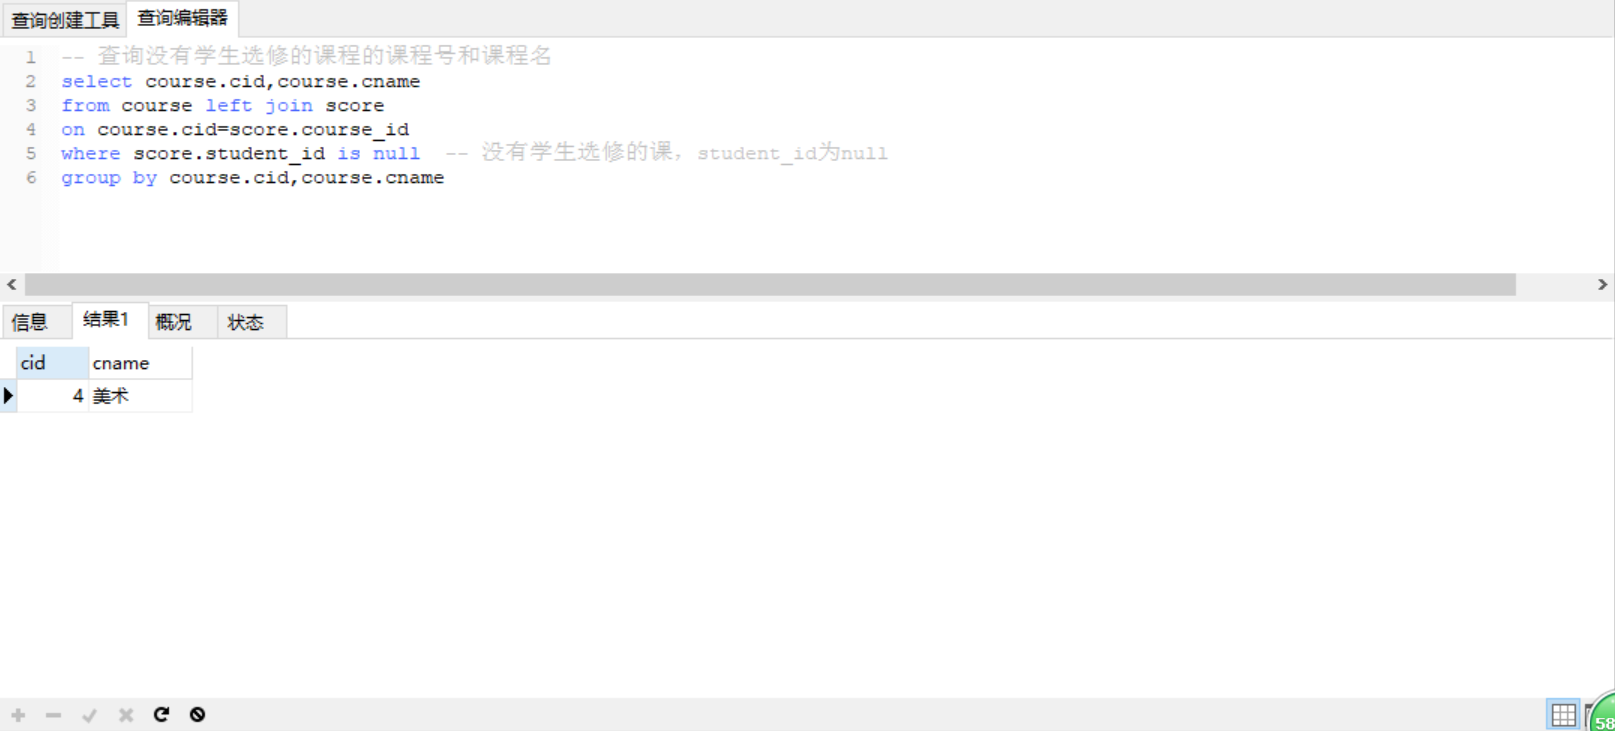 查询创建工具 查询编辑器
1 -- 查询没有学生选修的课程的课程号和课程名
2 select course.cid,course.cname
3 from course left join score
4 on course.cid=score.course_id
5 where score.student_id is null -- 没有学生选修的课，student_id为null
6 group by course.cid,course.cname
信息 结果1 概况 状态
cid cname
4 美术
58